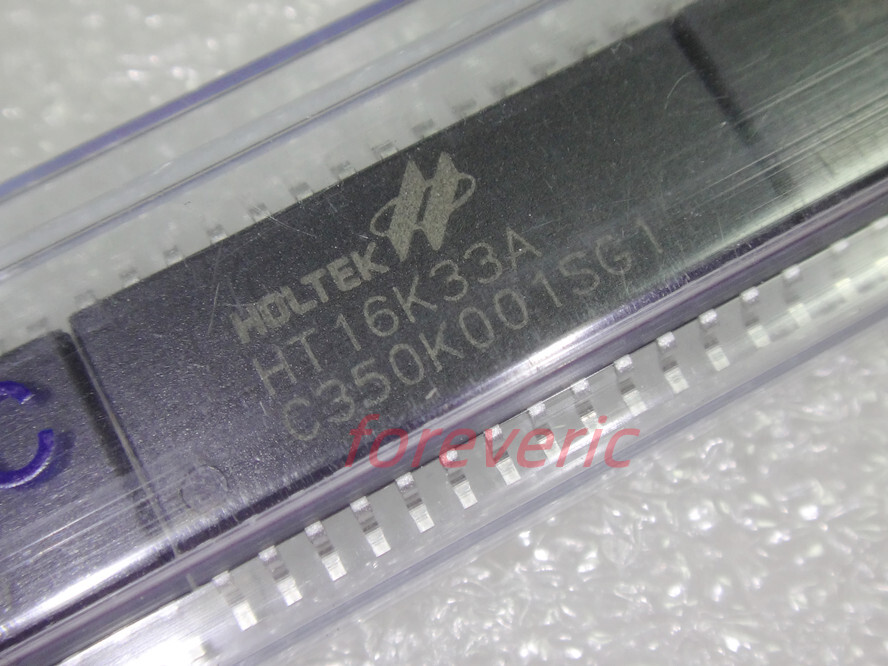 HOLTEK
HT16K33A
C350K001SG1
foreveric
C